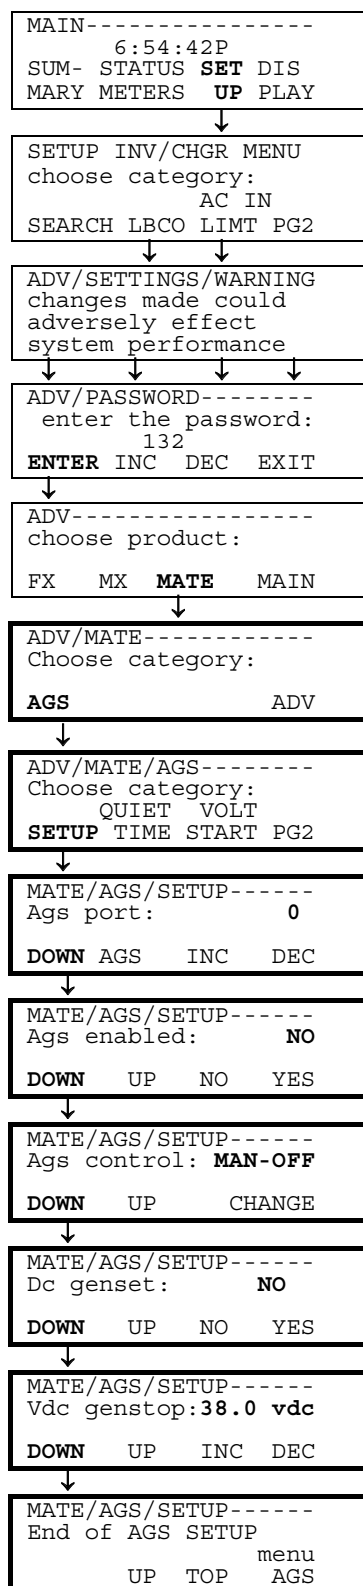 MAIN-----------------
6:54:42P
SUM- STATUS SET DIS
MARY METERS UP PLAY
SETUP INV/CHGR MENU
choose category:
AC IN
SEARCH LBCO LIMT PG2
ADV/SETTINGS/WARNING
changes made could
adversely effect
system performance
ADV/PASSWORD--------
enter the password:
132
ENTER INC DEC EXIT
ADV-----------------
choose product:
FX MX MATE MAIN
ADV/MATE------------
Choose category:
AGS ADV
ADV/MATE/AGS--------
Choose category:
QUIET VOLT
SETUP TIME START PG2
MATE/AGS/SETUP------
Ags port: 0
DOWN AGS INC DEC
MATE/AGS/SETUP------
Ags enabled: NO
DOWN UP NO YES
MATE/AGS/SETUP------
Ags control: MAN-OFF
DOWN UP CHANGE
MATE/AGS/SETUP------
Dc genset: NO
DOWN UP NO YES
MATE/AGS/SETUP------
Vdc genstop:38.0 vdc
DOWN UP INC DEC
MATE/AGS/SETUP------
End of AGS SETUP
menu
UP TOP AGS